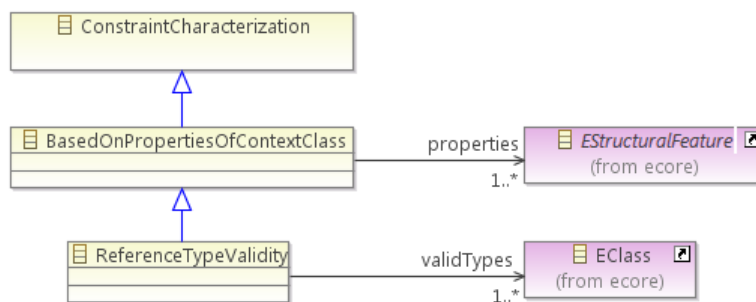 ConstraintCharacterization
BasedOnPropertiesOfContextClass
properties
1..*
EStructuralFeature
(from ecore)
ReferenceTypeValidity
validTypes
1..*
EClass
(from ecore)